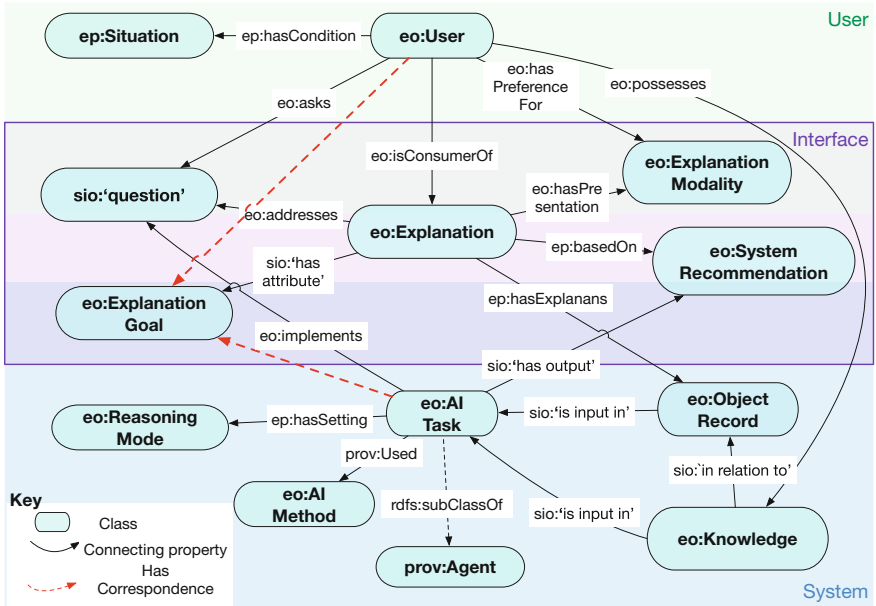 User
ep:Situation
ep:hasCondition
eo:User
eo:has
Preference
For
eo:possesses
eo:asks
Interface
eo:isConsumerOf
eo:Explanation
Modality
sio:‘question’
eo:hasPre
sentation
eo:addresses
eo:Explanation
ep:basedOn
eo:System
Recommendation
sio:‘has
attribute’
eo:Explanation
Goal
ep:hasExplanans
eo:implements
sio:‘has output’
eo:AI
Task
eo:Object
Record
eo:Reasoning
Mode
ep:hasSetting
sio:‘is input in’
prov:Used
sio:`in relation to’
eo:AI
Method
rdfs:subClassOf
sio:‘is input in’
Key
Class
Connecting property
Has
Correspondence
prov:Agent
eo:Knowledge
System